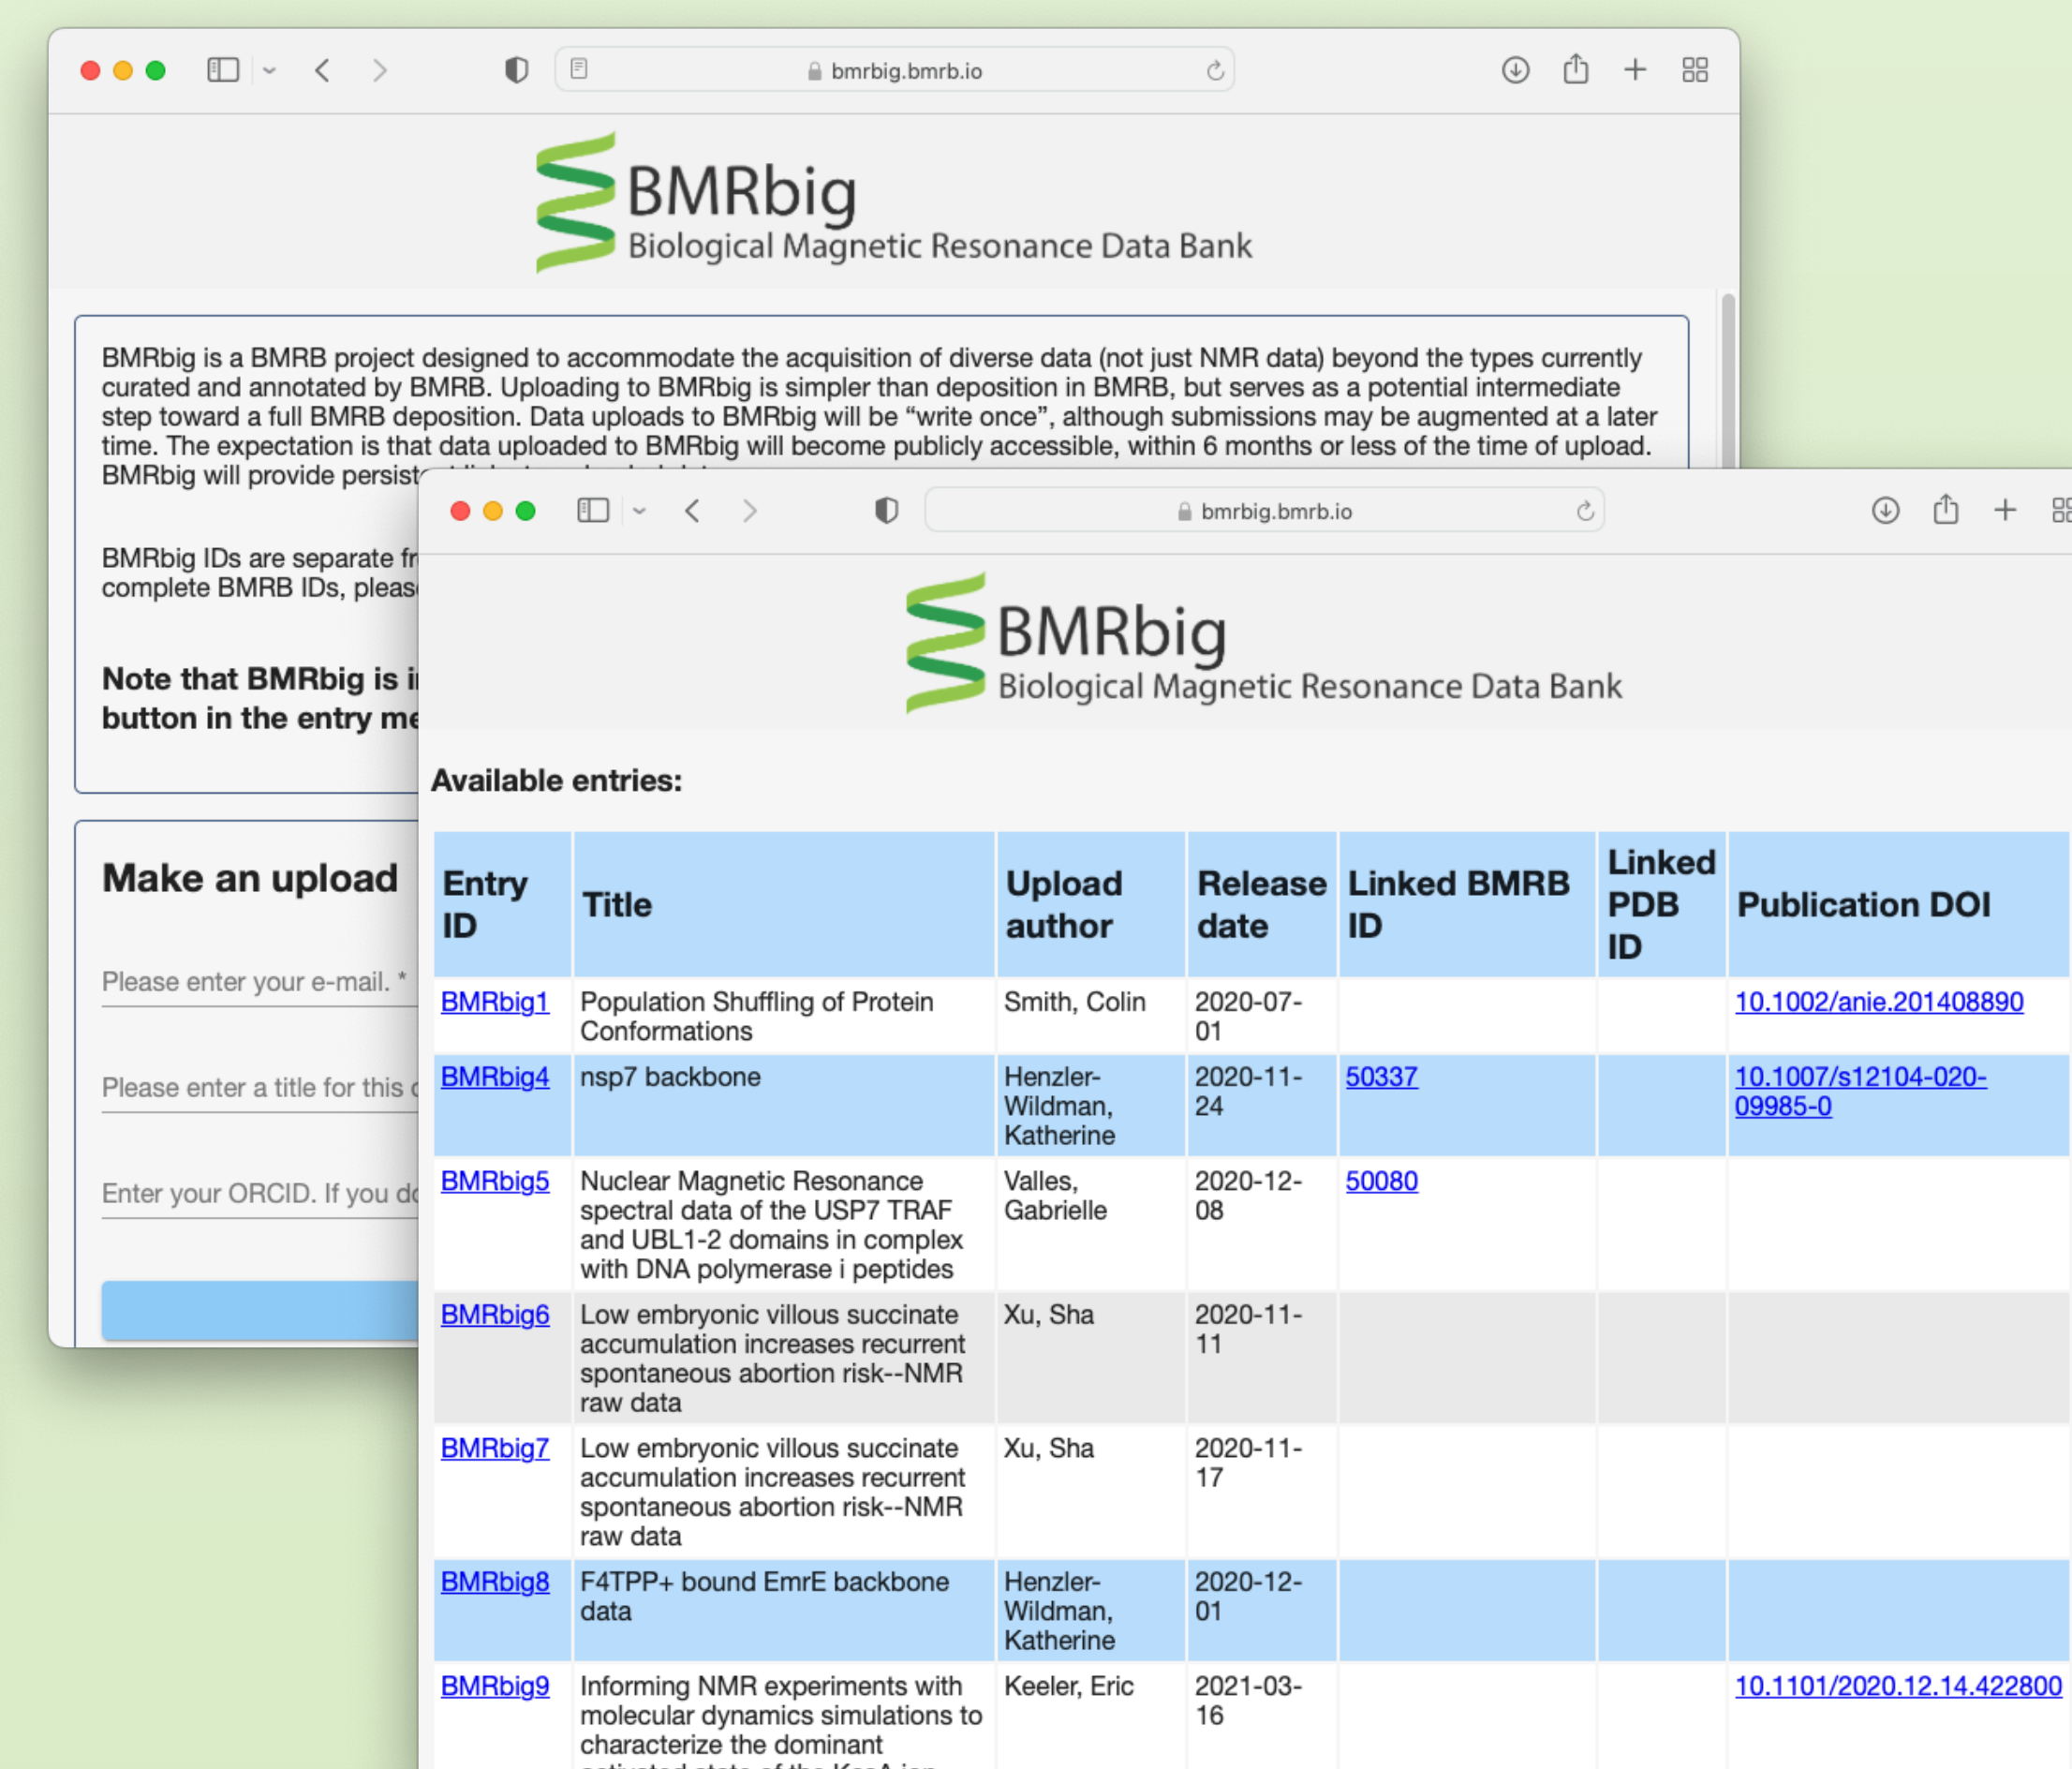 bmrbig.bmrb.io
BMRbig
Biological Magnetic Resonance Data Bank
BMRbig is a BMRB project designed to accommodate the acquisition of diverse data (not just NMR data) beyond the types currently
curated and annotated by BMRB. Uploading to BMRbig is simpler than deposition in BMRB, but serves as a potential intermediate
step toward a full BMRB deposition. Data uploads to BMRbig will be “write once”, although submissions may be augmented at a later
time. The expectation is that data uploaded to BMRbig will become publicly accessible, within 6 months or less of the time of upload.
BMRbig will provide
BMRbig IDs are separate
complete BMRB IDs,
Note that BMRbig is
button in the entry
Make an upload
Please enter your e-mail. *
Please enter a title for this
Enter your ORCID. If you
bmrbig.bmrb.io
BMRbig
Biological Magnetic Resonance Data Bank
Available entries:
Entry ID Title Upload author Release date Linked BMRB ID Linked PDB ID Publication DOI
BMRbig1 Population Shuffling of Protein Smith, Colin 2020-07- 10.1002/anie.201408890
Conformations 01
BMRbig4 nsp7 backbone Henzler- 2020-11- 50337 10.1007/s12104-020-
Wildman, 24 09985-0
Katherine
BMRbig5 Nuclear Magnetic Resonance Valles, 2020-12- 50080
spectral data of the USP7 TRAF Gabrielle 08
and UBL1-2 domains in complex
with DNA polymerase i peptides
BMRbig6 Low embryonic villous succinate Xu, Sha 2020-11-
accumulation increases recurrent 11
spontaneous abortion risk--NMR
raw data
BMRbig7 Low embryonic villous succinate Xu, Sha 2020-11-
accumulation increases recurrent 17
spontaneous abortion risk--NMR
raw data
BMRbig8 F4TPP+ bound EmrE backbone Henzler- 2020-12-
data Wildman, 01
Katherine
BMRbig9 Informing NMR experiments with Keeler, Eric 2021-03- 10.1101/2020.12.14.422800
molecular dynamics simulations to 16
characterize the dominant